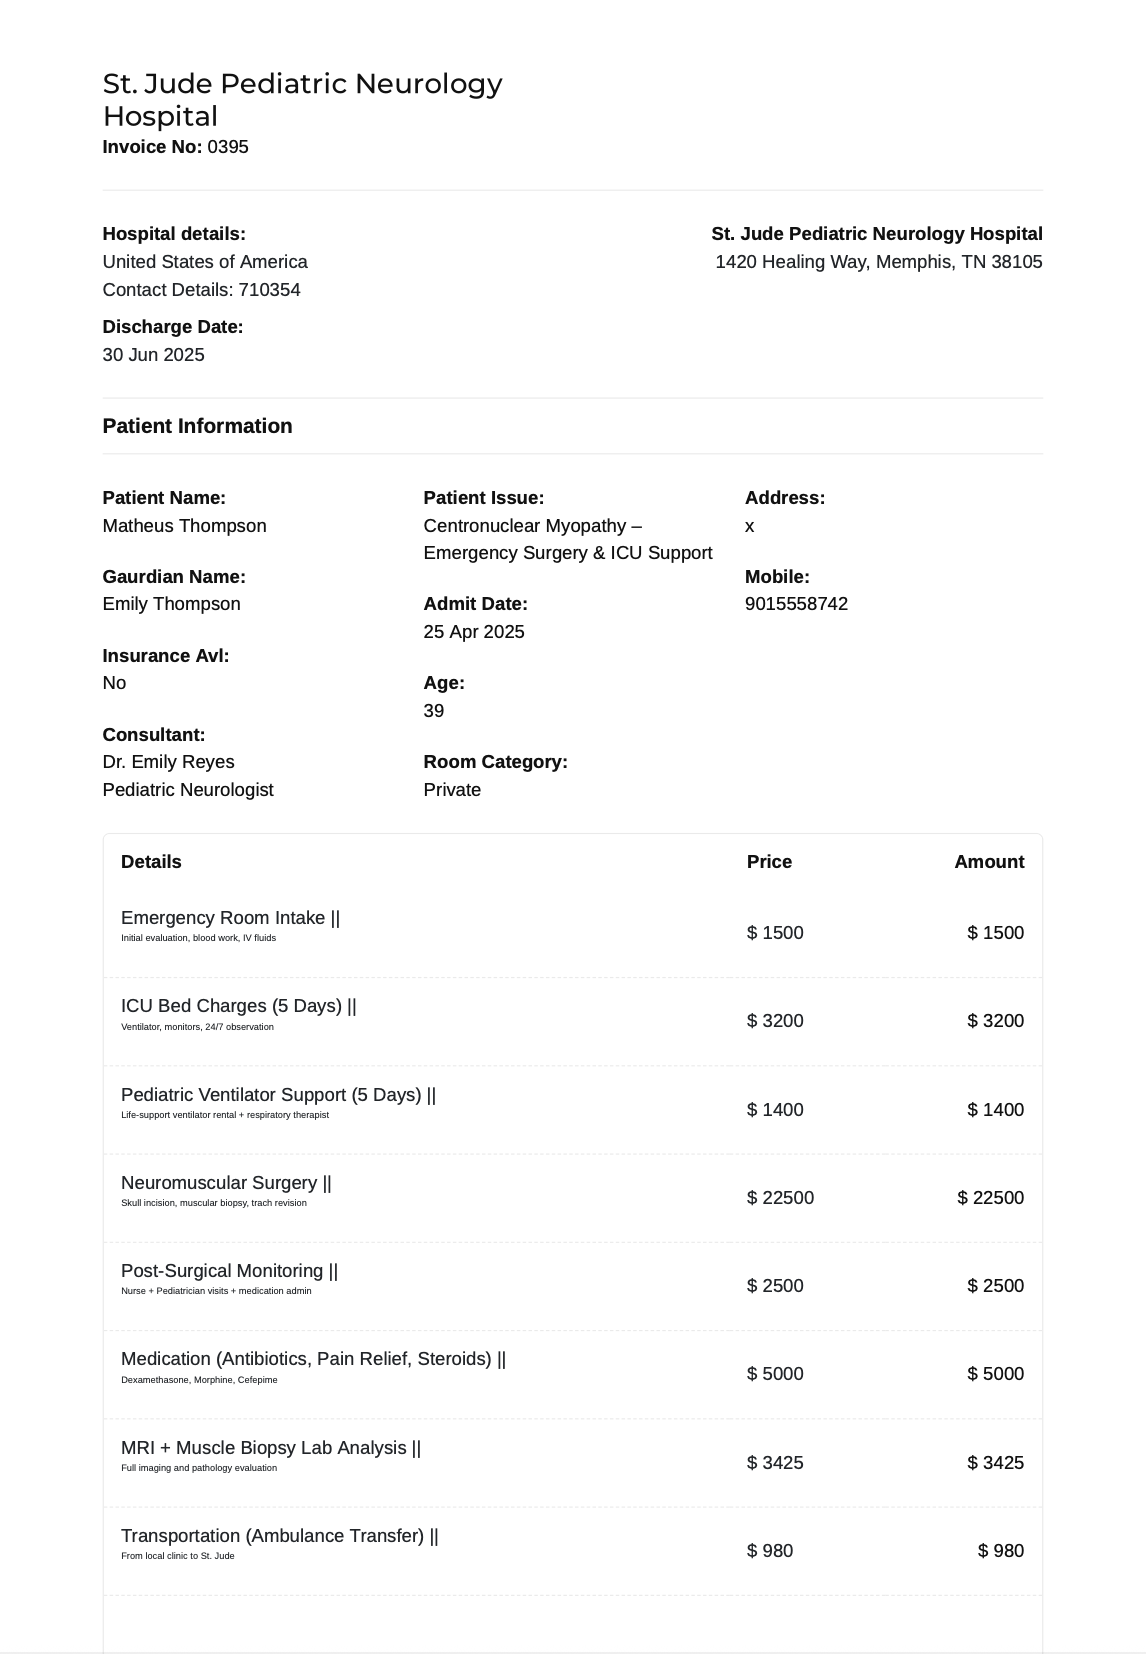 St. Jude Pediatric Neurology
Hospital
Invoice No: 0395
Hospital details:
United States of America
Contact Details: 710354
Discharge Date:
30 Jun 2025
St. Jude Pediatric Neurology Hospital
1420 Healing Way, Memphis, TN 38105
Patient Information
Patient Name:
Matheus Thompson
Gaurdian Name:
Emily Thompson
Insurance Avl:
No
Consultant:
Dr. Emily Reyes
Pediatric Neurologist
Patient Issue:
Centronuclear Myopathy –
Emergency Surgery & ICU Support
Admit Date:
25 Apr 2025
Age:
39
Room Category:
Private
Address:
x
Mobile:
9015558742
Details Price Amount
Emergency Room Intake ||
Initial evaluation, blood work, IV fluids
$ 1500 $ 1500
ICU Bed Charges (5 Days) ||
Ventilator, monitors, 24/7 observation
$ 3200 $ 3200
Pediatric Ventilator Support (5 Days) ||
Life-support ventilator rental + respiratory therapist
$ 1400 $ 1400
Neuromuscular Surgery ||
Skull incision, muscular biopsy, trach revision
$ 22500 $ 22500
Post-Surgical Monitoring ||
Nurse + Pediatrician visits + medication admin
$ 2500 $ 2500
Medication (Antibiotics, Pain Relief, Steroids) ||
Dexamethasone, Morphine, Cefepime
$ 5000 $ 5000
MRI + Muscle Biopsy Lab Analysis ||
Full imaging and pathology evaluation
$ 3425 $ 3425
Transportation (Ambulance Transfer) ||
From local clinic to St. Jude
$ 980 $ 980